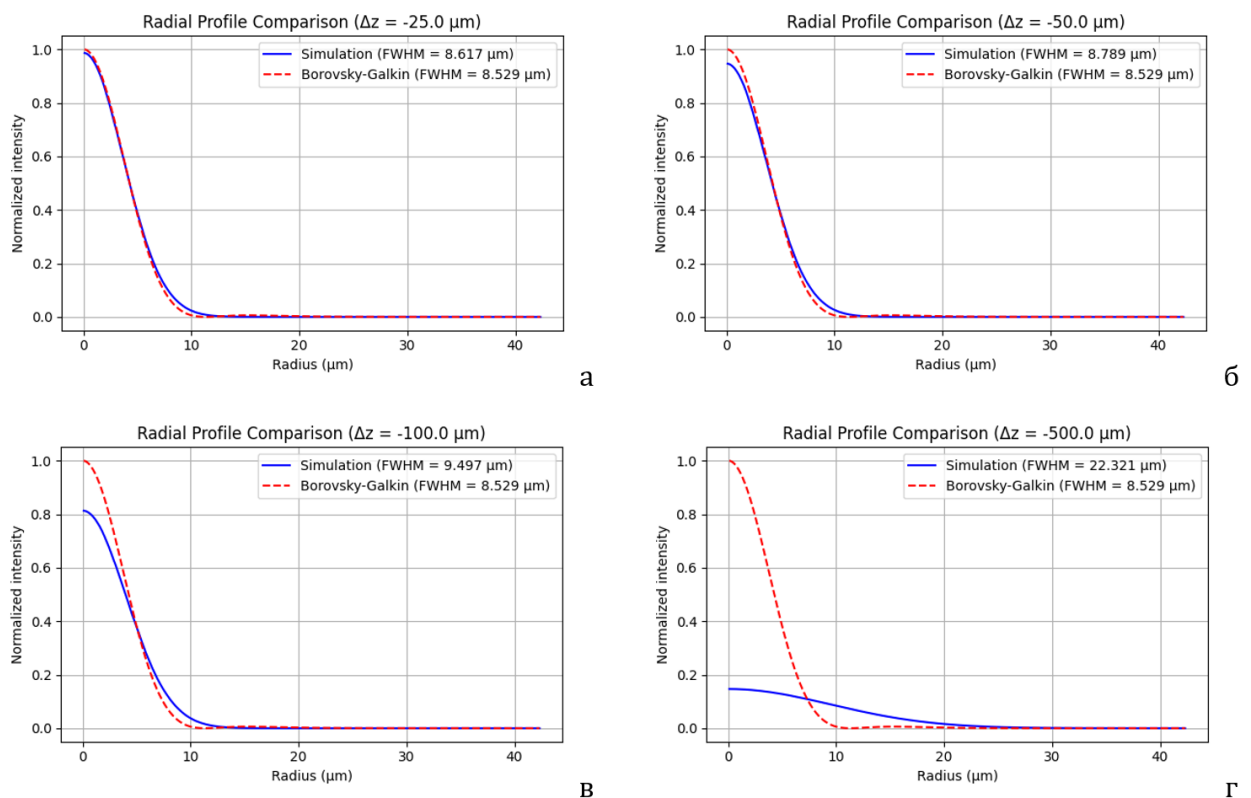 Radial Profile Comparison (Δz = -25.0 μm)
Simulation (FWHM = 8.617 μm)
Borovsky-Galkin (FWHM = 8.529 μm)
Normalized intensity
1.0
0.8
0.6
0.4
0.2
0.0
0 10 20 30 40
Radius (μm)
а
Radial Profile Comparison (Δz = -50.0 μm)
Simulation (FWHM = 8.789 μm)
Borovsky-Galkin (FWHM = 8.529 μm)
Normalized intensity
1.0
0.8
0.6
0.4
0.2
0.0
0 10 20 30 40
Radius (μm)
б
Radial Profile Comparison (Δz = -100.0 μm)
Simulation (FWHM = 9.497 μm)
Borovsky-Galkin (FWHM = 8.529 μm)
Normalized intensity
1.0
0.8
0.6
0.4
0.2
0.0
0 10 20 30 40
Radius (μm)
в
Radial Profile Comparison (Δz = -500.0 μm)
Simulation (FWHM = 22.321 μm)
Borovsky-Galkin (FWHM = 8.529 μm)
Normalized intensity
1.0
0.8
0.6
0.4
0.2
0.0
0 10 20 30 40
Radius (μm)
г